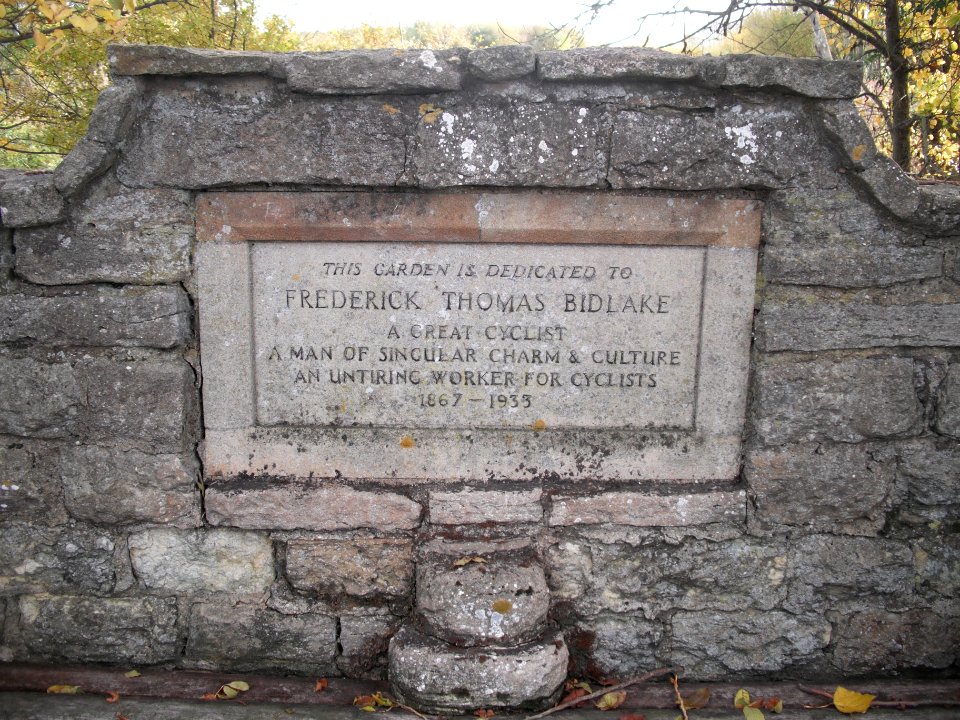 THIS GARDEN IS DEDICATED TO
FREDERICK THOMAS BIDLAKE
A GREAT CYCLIST
A MAN OF SINGULAR CHARM & CULTURE
AN UNTIRING WORKER FOR CYCLISTS
1867 - 1933